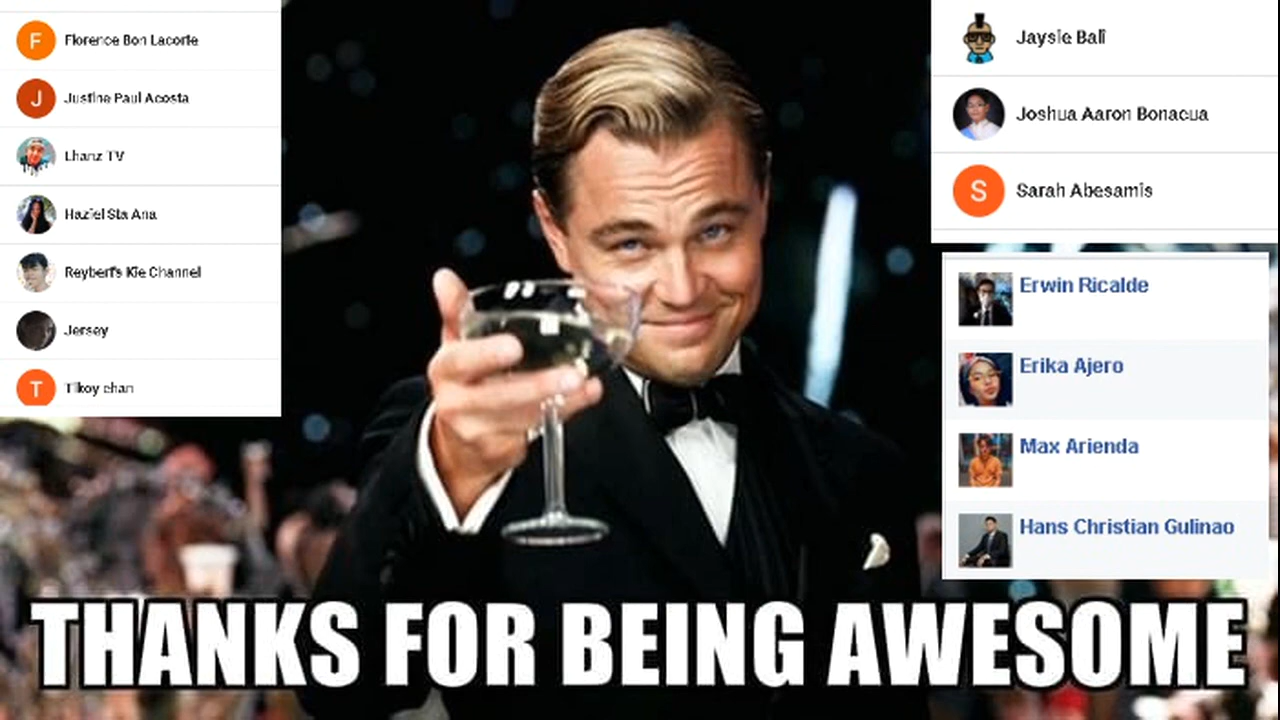 F
Florence Bon Lacorte
J
Justine Paul Acosta
Lhanz TV
Haziel Sta Ana
Reybert's Kie Channel
Jersey
T
Tikoy chan
Jaysie Bali
Joshua Aaron Bonacua
S
Sarah Abesamis
Erwin Ricalde
Erika Ajero
Max Arienda
Hans Christian Gulinao
THANKS FOR BEING AWESOME